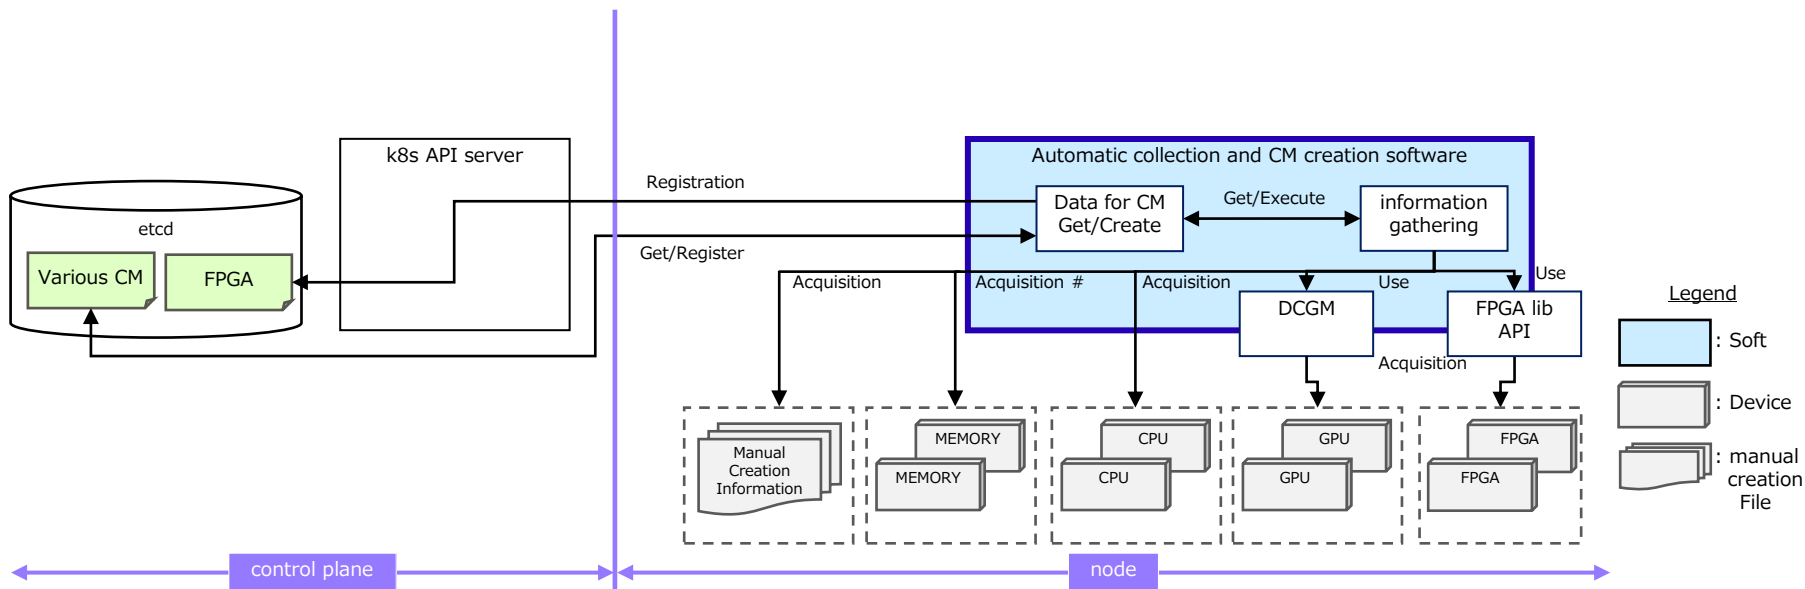 k8s API server
Automatic collection and CM creation software
Registration
Data for CM
Get/Create
Get/Execute
information
gathering
etcd
Get/Register
Various CM
FPGA
Acquisition
Acquisition #
Acquisition
Use
Use
DCGM
FPGA lib
API
Acquisition
Legend
: Soft
: Device
: manual
creation
File
Manual
Creation
Information
MEMORY
MEMORY
CPU
CPU
GPU
GPU
FPGA
FPGA
control plane
node